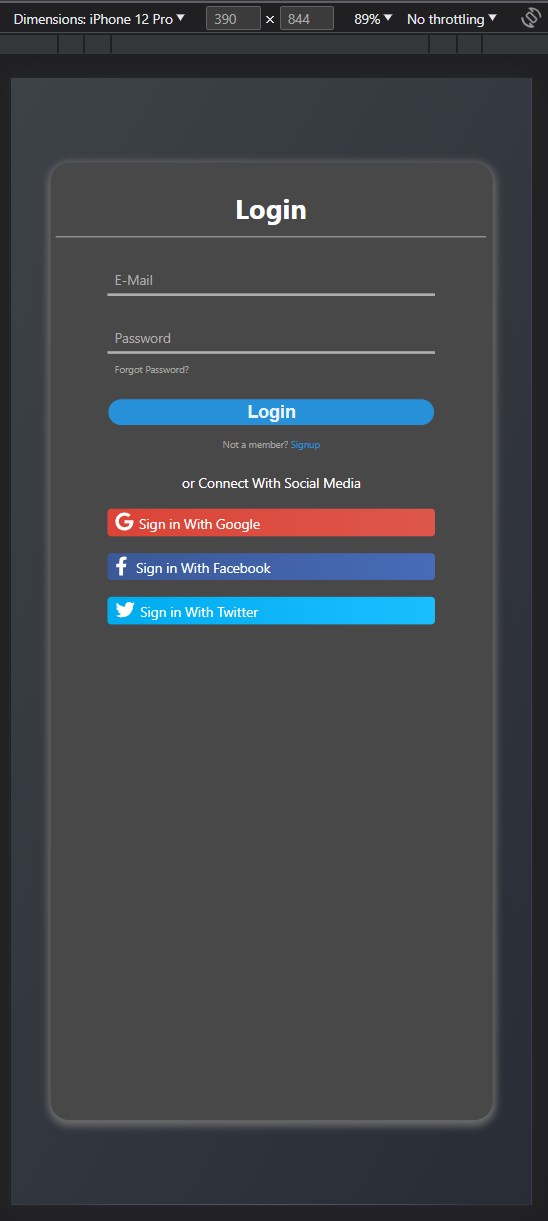 Dimensions: iPhone 12 Pro 390 × 844 89% No throttling
Login
E-Mail
Password
Forgot Password?
Login
Not a member? Signup
or Connect With Social Media
Sign in With Google
Sign in With Facebook
Sign in With Twitter